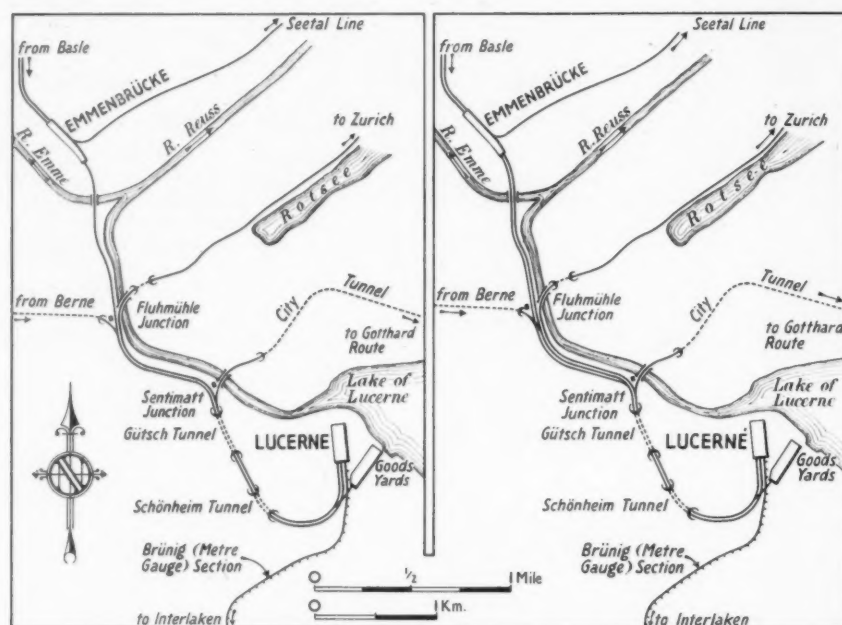 Seetal Line
from Basle
EMMENBRÜCKE
R. Emme
R. Reuss
to Zurich
Rotsee
from Berne
Fluhmühle
Junction
City
Tunnel
to Gotthard
Route
Sentimatt
Junction
Lake of
Lucerne
Gütsch Tunnel
LUCERNE
Goods
Yards
Schönheim Tunnel
Brünig (Metre
Gauge) Section
to Interlaken
Seetal Line
from Basle
EMMENBRÜCKE
R. Emme
R. Reuss
to Zurich
Rotsee
from Berne
Fluhmühle
Junction
City
Tunnel
to Gotthard
Route
Sentimatt
Junction
Lake of
Lucerne
Gütsch Tunnel
LUCERNE
Goods
Yards
Schönheim Tunnel
Brünig (Metre
Gauge) Section
to Interlaken
0 1/2 1 Mile
0 1 Km.